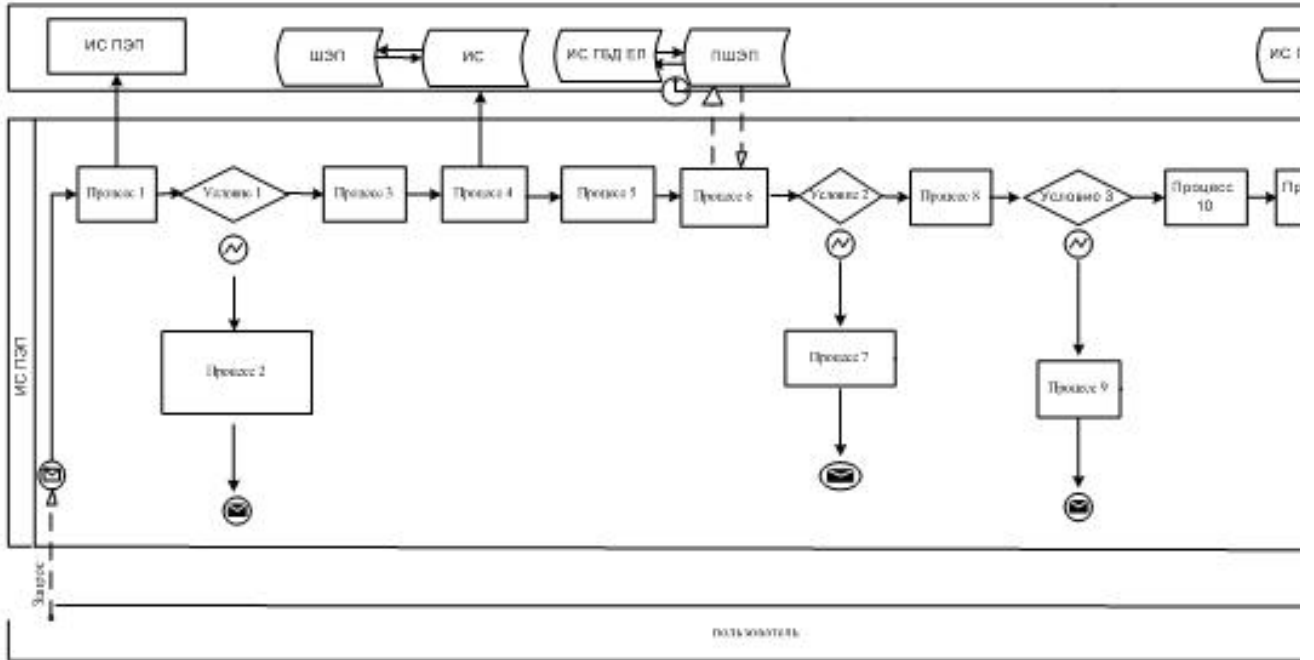 ИС ПЭП
ШЭП
ИС
ИС ГБД ЕЛ
ПШЭП
ИС
Процесс 1
Условие 1
Процесс 3
Процесс 4
Процесс 5
Процесс 6
Условие 2
Процесс 8
Условие 3
Процесс
10
Процесс 2
Процесс 7
Процесс 9
ИС ПЭП
Запрос
пользователь